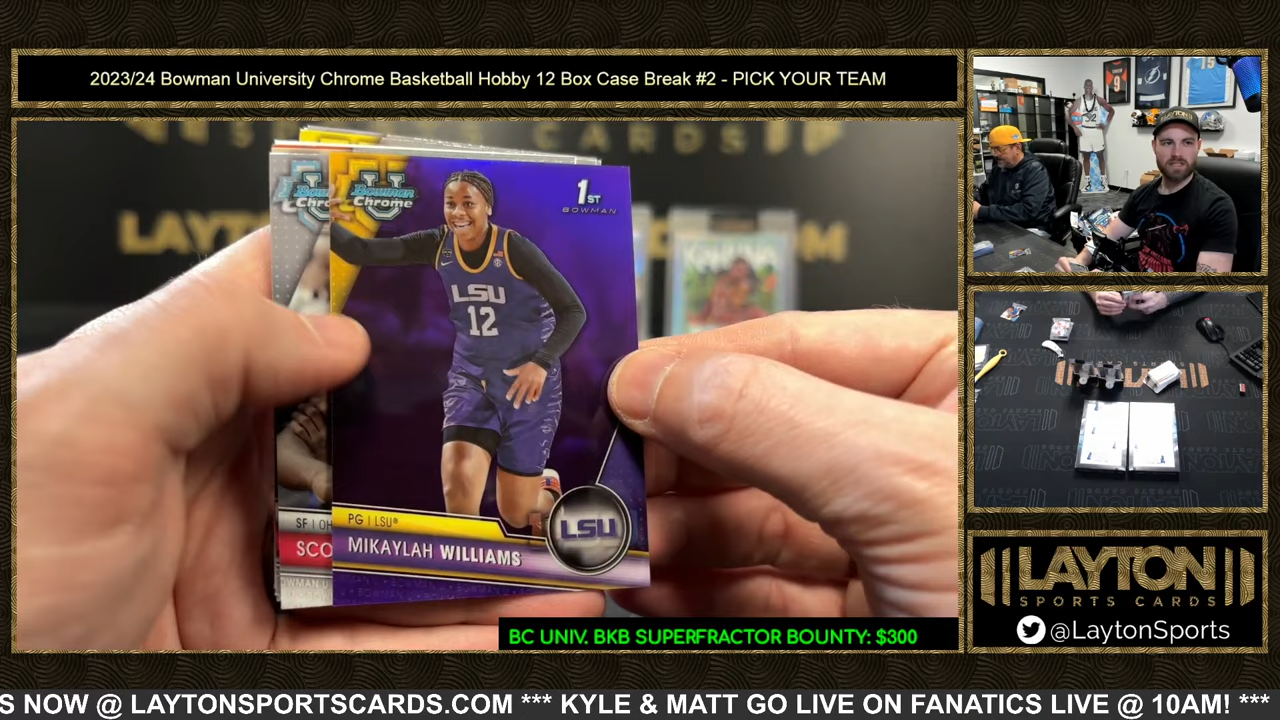 2023/24 Bowman University Chrome Basketball Hobby 12 Box Case Break #2 - PICK YOUR TEAM
Bowman
Chrome
1ST
BOWMAN
LSU
12
LSU
PG | LSU®
MIKAYLAH WILLIAMS
SF | OH
SCO
BC UNIV. BKB SUPERFRACTOR BOUNTY: $300
LAYTON
SPORTS CARDS
@LaytonSports
S NOW @ LAYTONSPORTSCARDS.COM *** KYLE & MATT GO LIVE ON FANATICS LIVE @ 10AM! ***